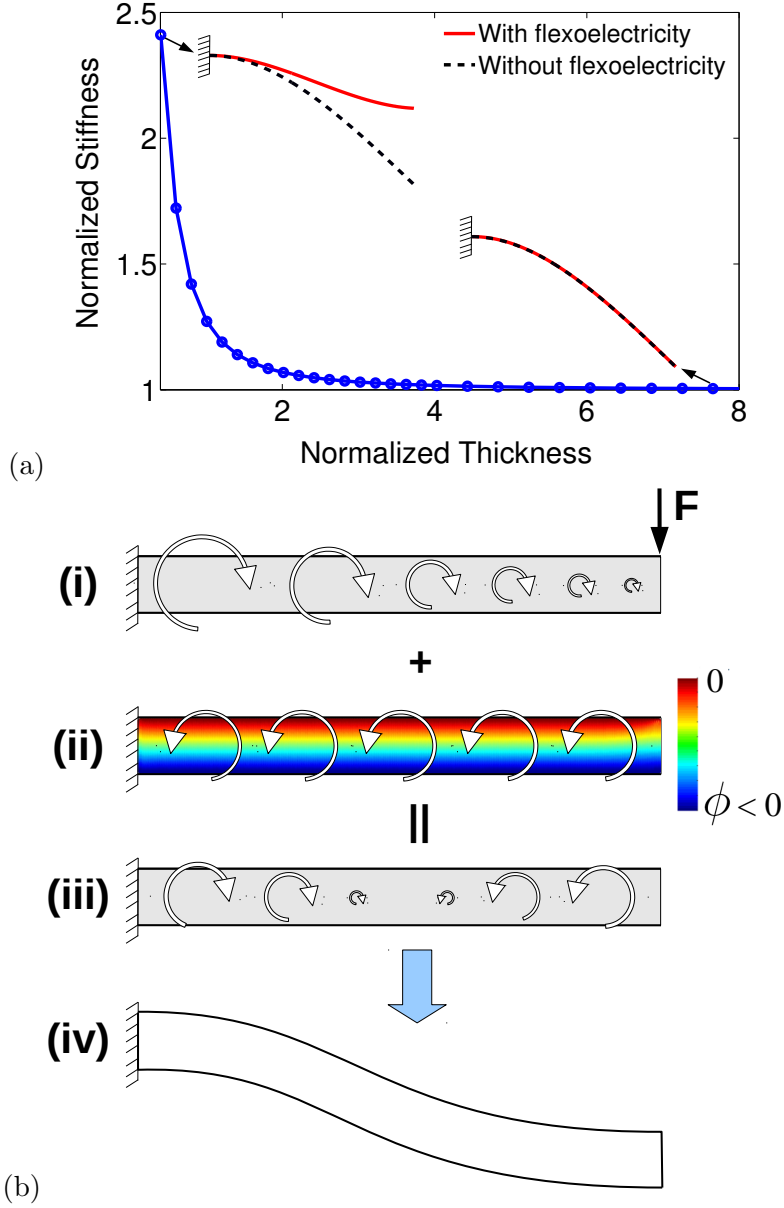 2.5
With flexoelectricity
Without flexoelectricity
2
1.5
1
Normalized Stiffness
2
4
6
8
Normalized Thickness
(a)
F
(i)
+
(ii)
0
ϕ < 0
=
(iii)
(iv)
(b)